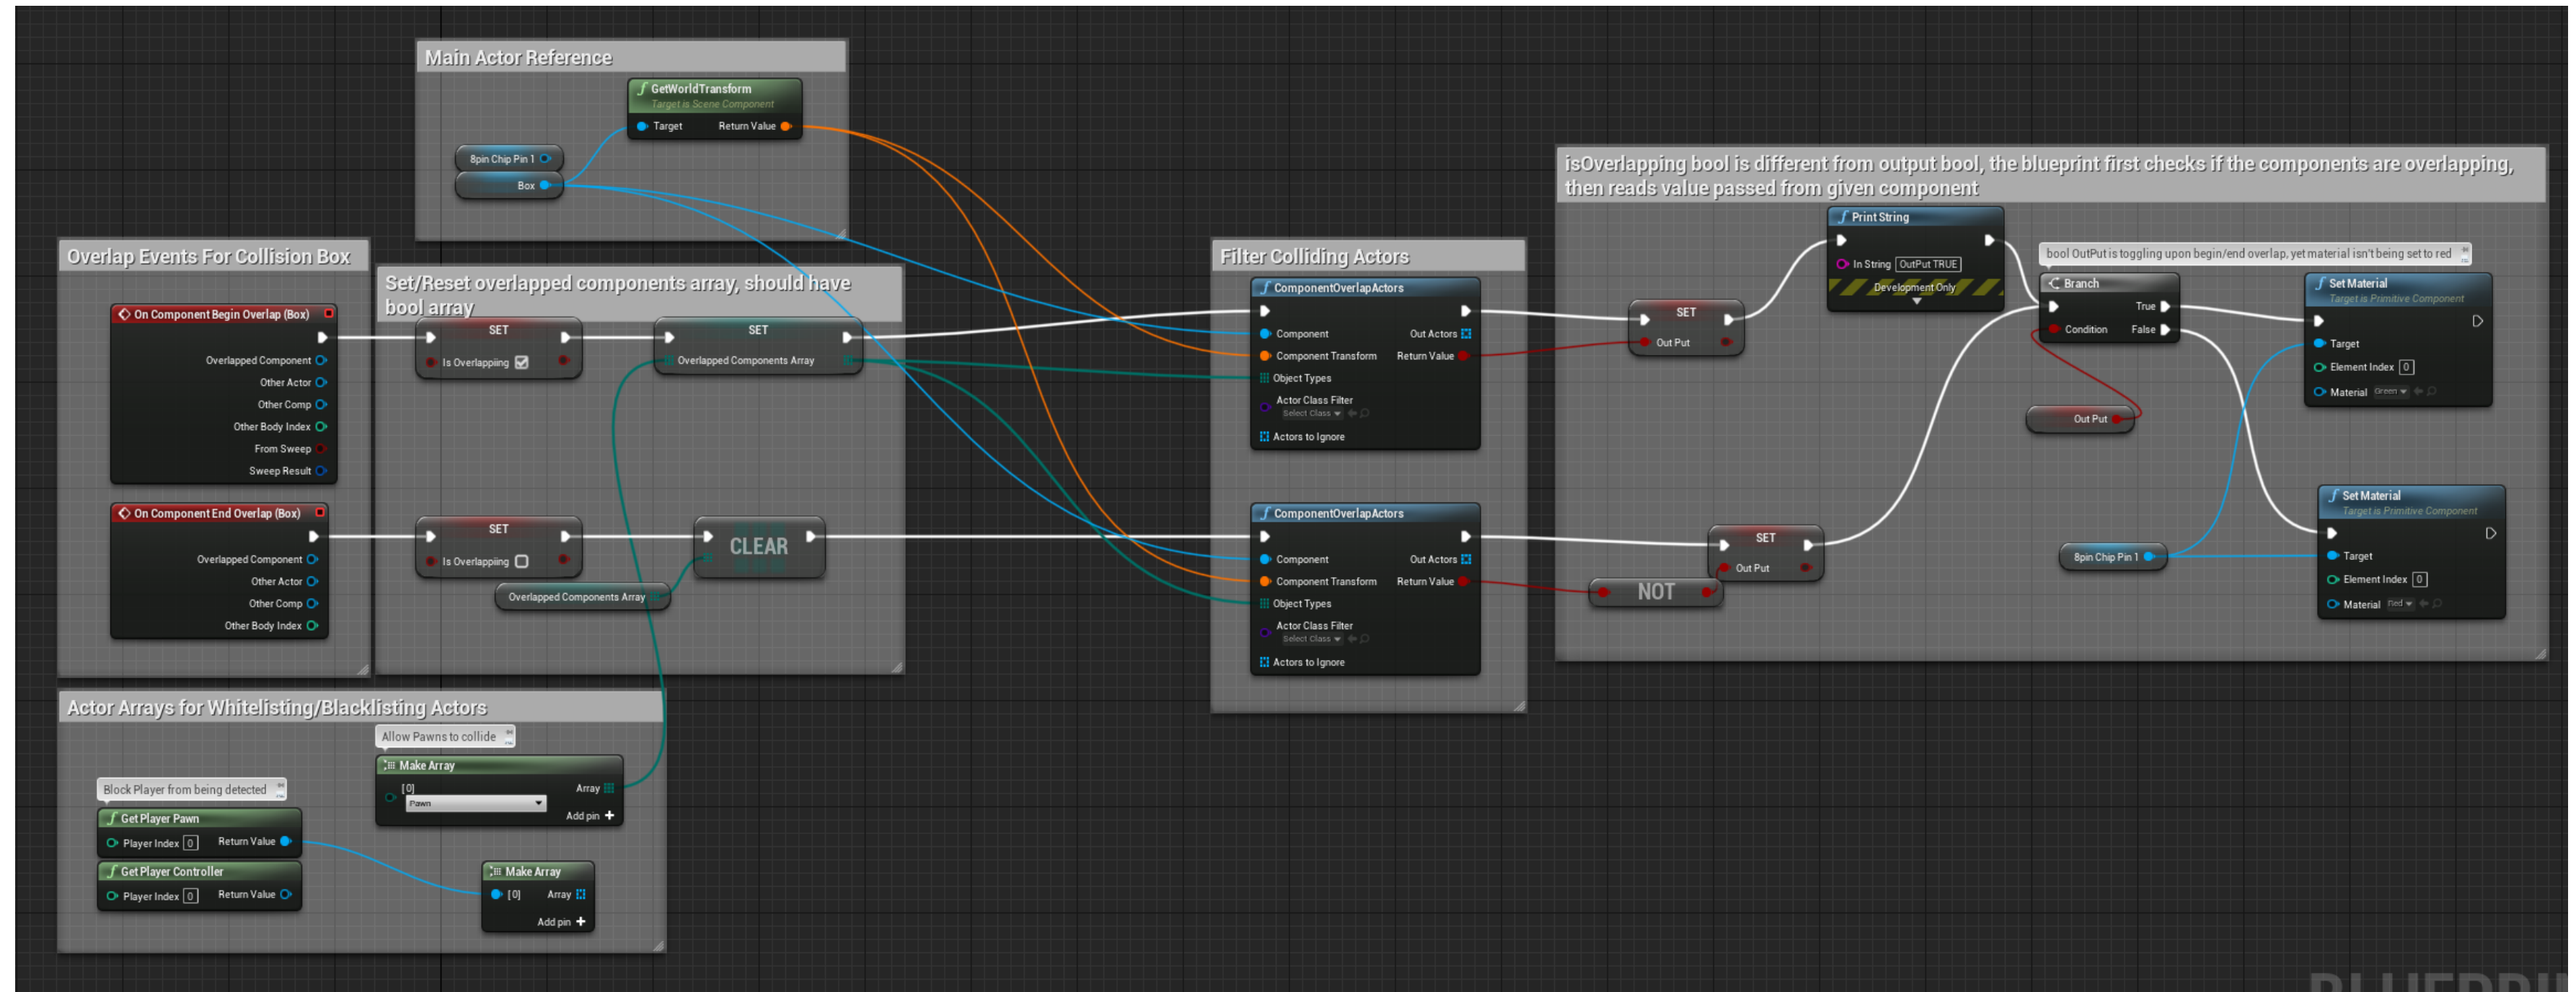 Main Actor Reference
GetWorldTransform
Target is Scene Component
Target
Return Value
8pin Chip Pin 1
Box
Overlap Events For Collision Box
On Component Begin Overlap (Box)
Overlapped Component
Other Actor
Other Comp
Other Body Index
From Sweep
Sweep Result
On Component End Overlap (Box)
Overlapped Component
Other Actor
Other Comp
Other Body Index
Set/Reset overlapped components array, should have
bool array
SET
Is Overlappiing
SET
Overlapped Components Array
SET
Is Overlappiing
CLEAR
Overlapped Components Array
Actor Arrays for Whitelisting/Blacklisting Actors
Allow Pawns to collide
Make Array
[0]
Array
Pawn
Add pin +
Block Player from being detected
Get Player Pawn
Player Index 0
Return Value
Get Player Controller
Player Index 0
Return Value
Make Array
[0]
Array
Add pin +
Filter Colliding Actors
ComponentOverlapActors
Component
Out Actors
Component Transform
Return Value
Object Types
Actor Class Filter
Select Class
Actors to Ignore
ComponentOverlapActors
Component
Out Actors
Component Transform
Return Value
Object Types
Actor Class Filter
Select Class
Actors to Ignore
isOverlapping bool is different from output bool, the blueprint first checks if the components are overlapping,
then reads value passed from given component
SET
Out Put
Print String
In String OutPut TRUE
Development Only
bool OutPut is toggling upon begin/end overlap, yet material isn't being set to red
Branch
True
Condition
False
Out Put
SET
Out Put
NOT
8pin Chip Pin 1
Set Material
Target is Primitive Component
Target
Element Index 0
Material Green
Set Material
Target is Primitive Component
Target
Element Index 0
Material Red